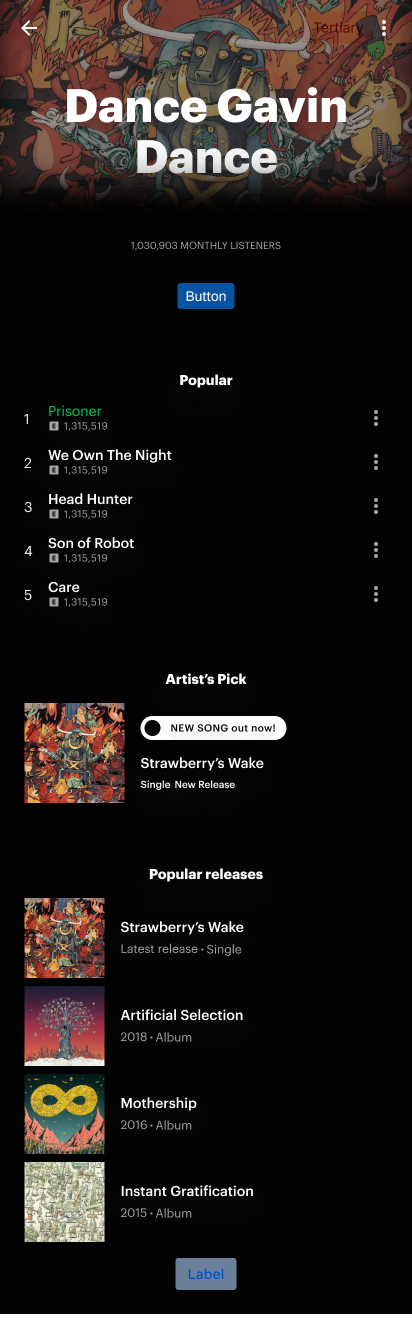 Tertiary
Dance Gavin
Dance
1,030,903 MONTHLY LISTENERS
Button
Popular
1
Prisoner
E 1,315,519
2
We Own The Night
E 1,315,519
3
Head Hunter
E 1,315,519
4
Son of Robot
E 1,315,519
5
Care
E 1,315,519
Artist’s Pick
NEW SONG out now!
Strawberry’s Wake
Single New Release
Popular releases
Strawberry’s Wake
Latest release • Single
Artificial Selection
2018 • Album
Mothership
2016 • Album
Instant Gratification
2015 • Album
Label